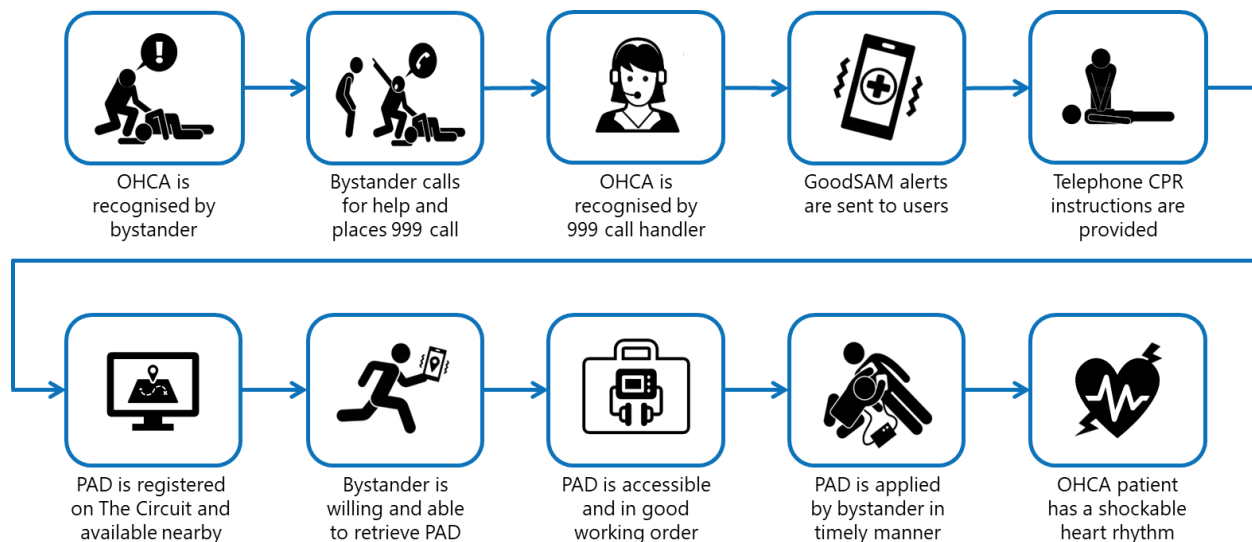 OHCA is
recognised by
bystander
Bystander calls
for help and
places 999 call
OHCA is
recognised by
999 call handler
GoodSAM alerts
are sent to users
Telephone CPR
instructions are
provided
PAD is registered
on The Circuit and
available nearby
Bystander is
willing and able
to retrieve PAD
PAD is accessible
and in good
working order
PAD is applied
by bystander in
timely manner
OHCA patient
has a shockable
heart rhythm